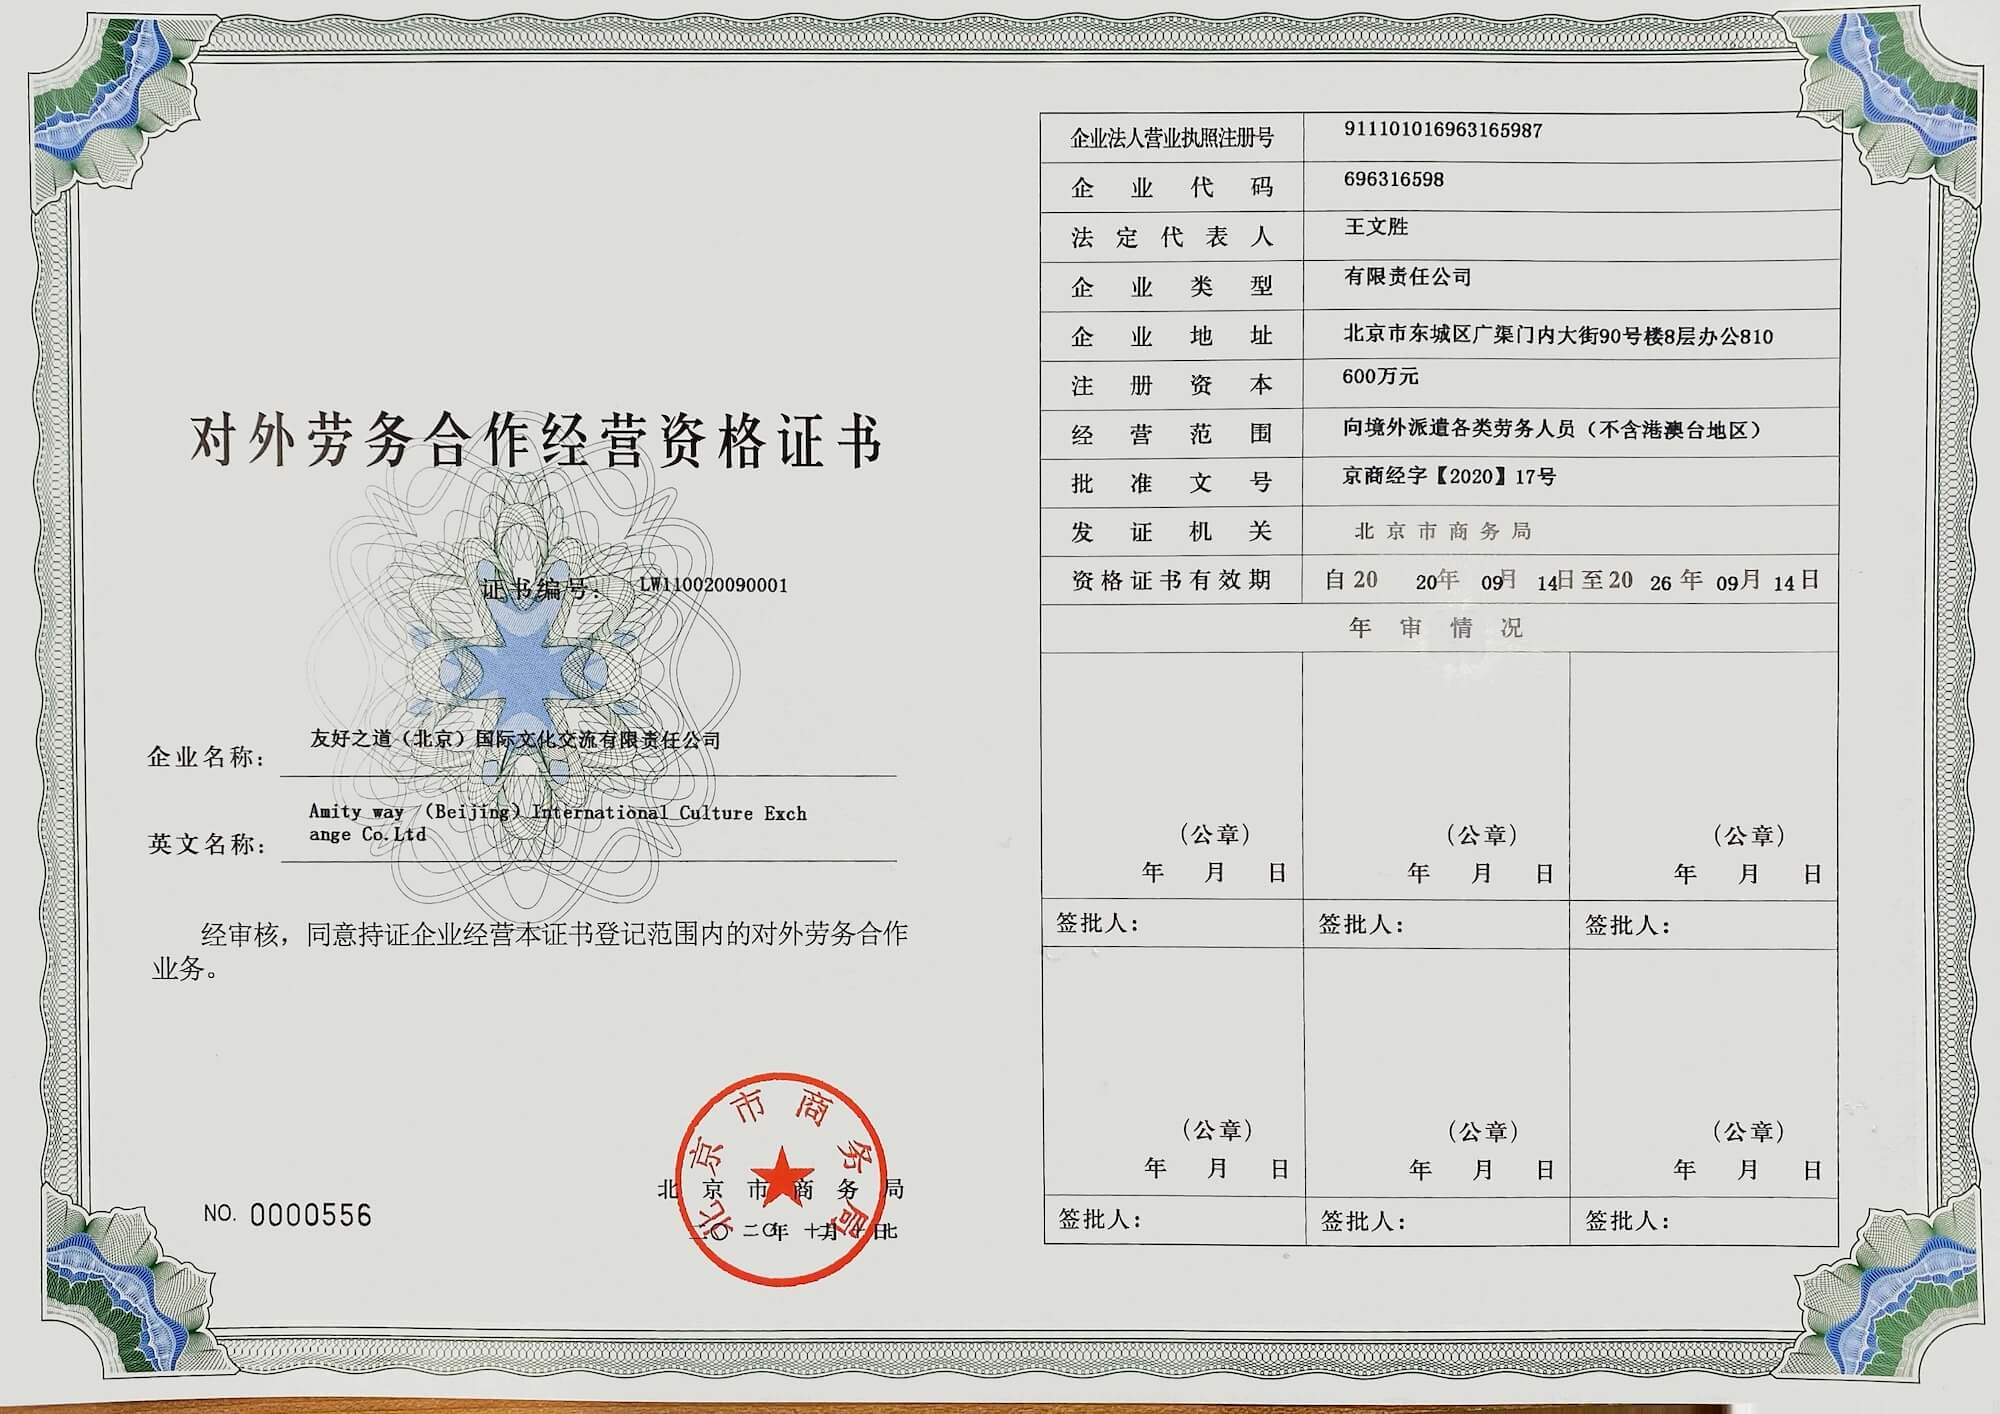 对外劳务合作经营资格证书
证书编号: LW110020090001
企业名称: 友好之道（北京）国际文化交流有限责任公司
英文名称: Amity way （Beijing）International Culture Exch
ange Co.Ltd
经审核，同意持证企业经营本证书登记范围内的对外劳务合作
业务。
北京市商务局
北京市商务局
NO. 0000556
企业法人营业执照注册号 911101016963165987
企业代码 696316598
法定代表人 王文胜
企业类型 有限责任公司
企业地址 北京市东城区广渠门内大街90号楼8层办公810
注册资本 600万元
经营范围 向境外派遣各类劳务人员（不含港澳台地区）
批准文号 京商经字【2020】17号
发证机关 北京市商务局
资格证书有效期 自20 20年 09月 14日至20 26年 09月 14日
年审情况
(公章) (公章) (公章)
年 月 日 年 月 日 年 月 日
签批人: 签批人: 签批人:
(公章) (公章) (公章)
年 月 日 年 月 日 年 月 日
签批人: 签批人: 签批人: